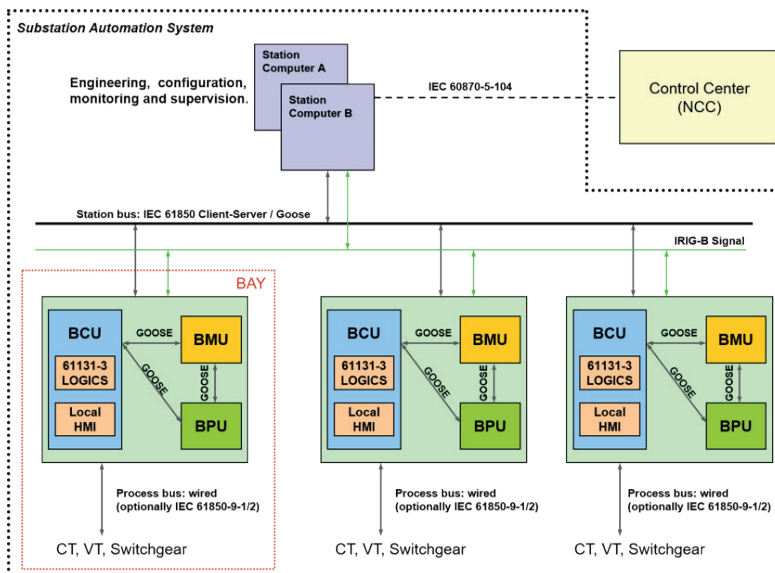 Substation Automation System
Station
Computer A
Engineering, configuration,
monitoring and supervision.
Station
Computer B
IEC 60870-5-104
Control Center
(NCC)
Station bus: IEC 61850 Client-Server / Goose
IRIG-B Signal
BAY
BCU
GOOSE
BMU
61131-3
LOGICS
GOOSE
GOOSE
Local
HMI
BPU
BCU
GOOSE
BMU
61131-3
LOGICS
GOOSE
GOOSE
Local
HMI
BPU
BCU
GOOSE
BMU
61131-3
LOGICS
GOOSE
GOOSE
Local
HMI
BPU
Process bus: wired
(optionally IEC 61850-9-1/2)
Process bus: wired
(optionally IEC 61850-9-1/2)
Process bus: wired
(optionally IEC 61850-9-1/2)
CT, VT, Switchgear
CT, VT, Switchgear
CT, VT, Switchgear